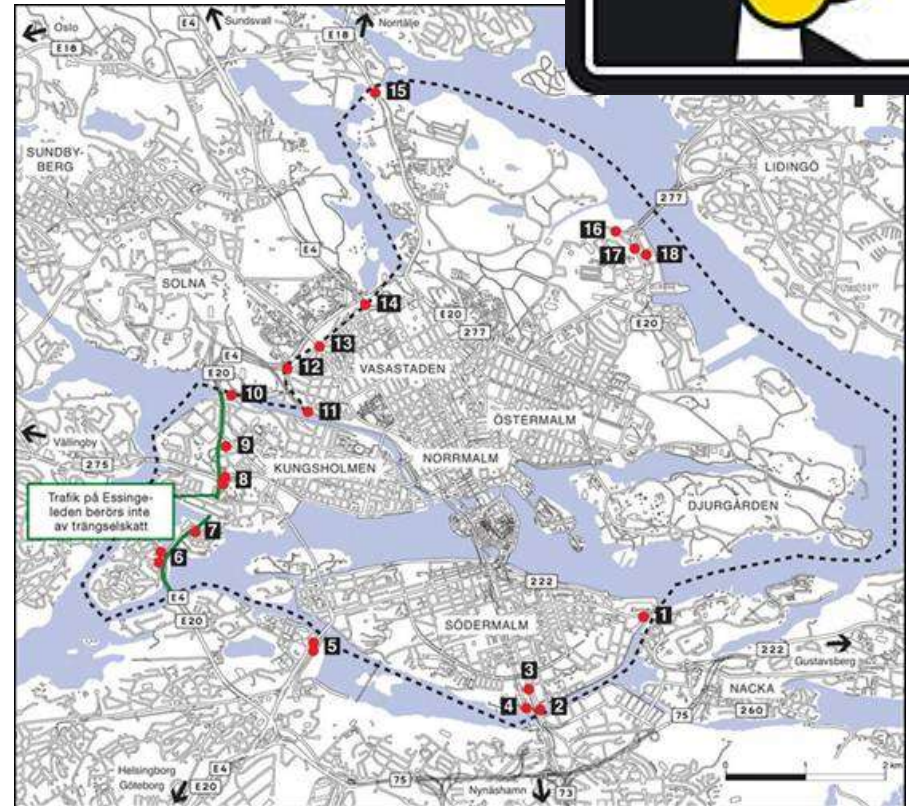 E4
Sundsvall
Norrtälje
Oslo
E18
E18
15
SUNDBY-
BERG
LIDINGÖ
277
16
17
18
E4
SOLNA
14
E20
277
E20
13
E4
12
VASASTADEN
E20
10
11
ÖSTERMALM
Vällingby
9
NORRMALM
275
KUNGSHOLMEN
8
Trafik på Essinge-
leden berörs inte
av trängselskatt
DJURGÅRDEN
7
6
222
E4
1
E20
SÖDERMALM
5
222
Gustavsberg
3
NACKA
4
2
75
260
Helsingborg
Göteborg
E4
E20
75
Nynäshamn
73
0
1
2 km